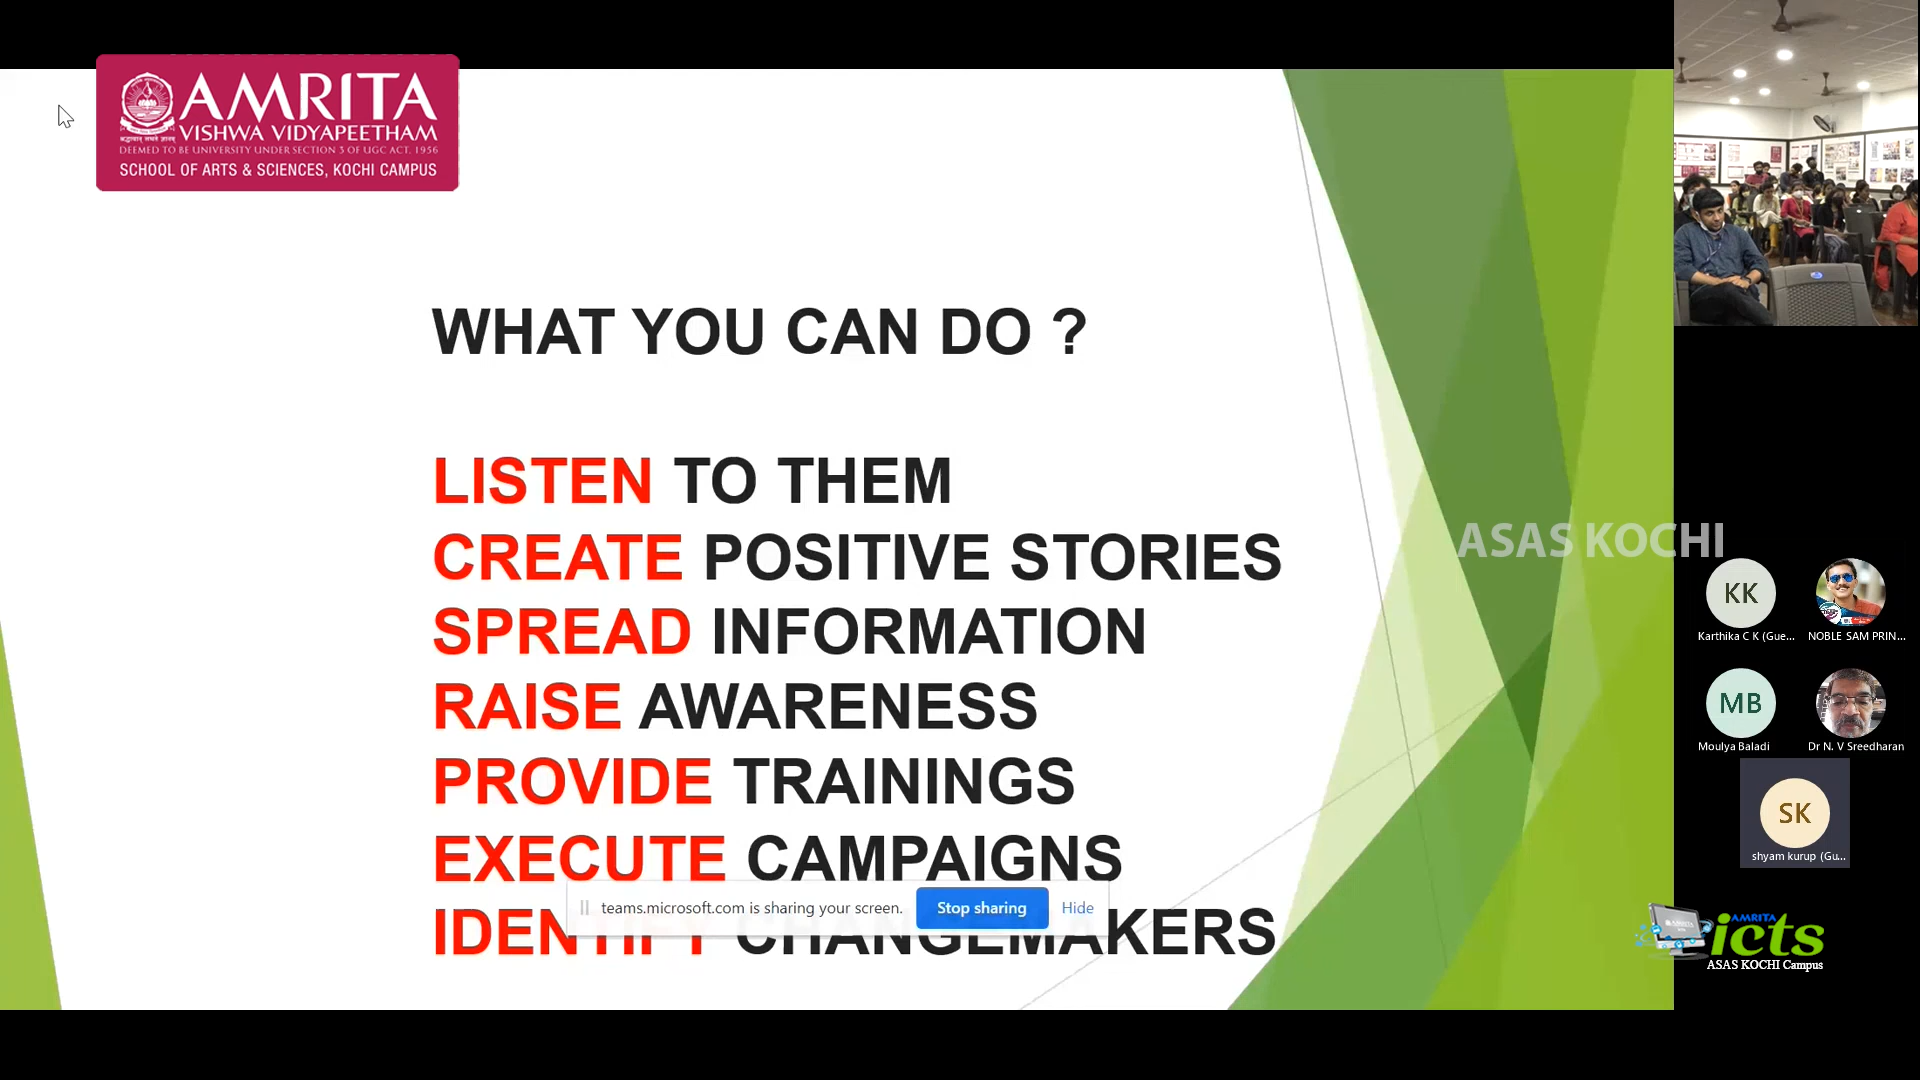 AMRITA
VISHWA VIDYAPEETHAM
DEEMED TO BE UNIVERSITY UNDER SECTION 3 OF UGC ACT, 1956
SCHOOL OF ARTS & SCIENCES, KOCHI CAMPUS
WHAT YOU CAN DO ?
LISTEN TO THEM
CREATE POSITIVE STORIES
SPREAD INFORMATION
RAISE AWARENESS
PROVIDE TRAININGS
EXECUTE CAMPAIGNS
IDENTIFY CHANGEMAKERS
teams.microsoft.com is sharing your screen.
Stop sharing
Hide
ASAS KOCHI
KK
Karthika C K (Gue...
NOBLE SAM PRIN...
MB
Moulya Baladi
Dr N. V Sreedharan
SK
shyam kurup (Gu...
AMRITA
icts
ASAS KOCHI Campus